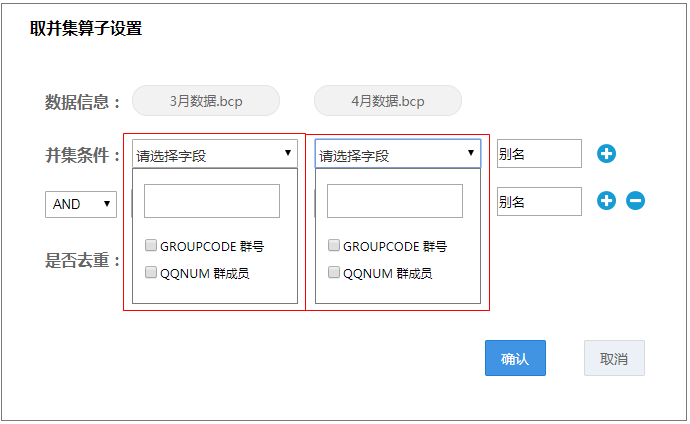 取并集算子设置
数据信息： 3月数据.bcp 4月数据.bcp
并集条件： 请选择字段 请选择字段 别名
AND 别名
GROUPCODE 群号 GROUPCODE 群号
是否去重：
QQNUM 群成员 QQNUM 群成员
确认 取消